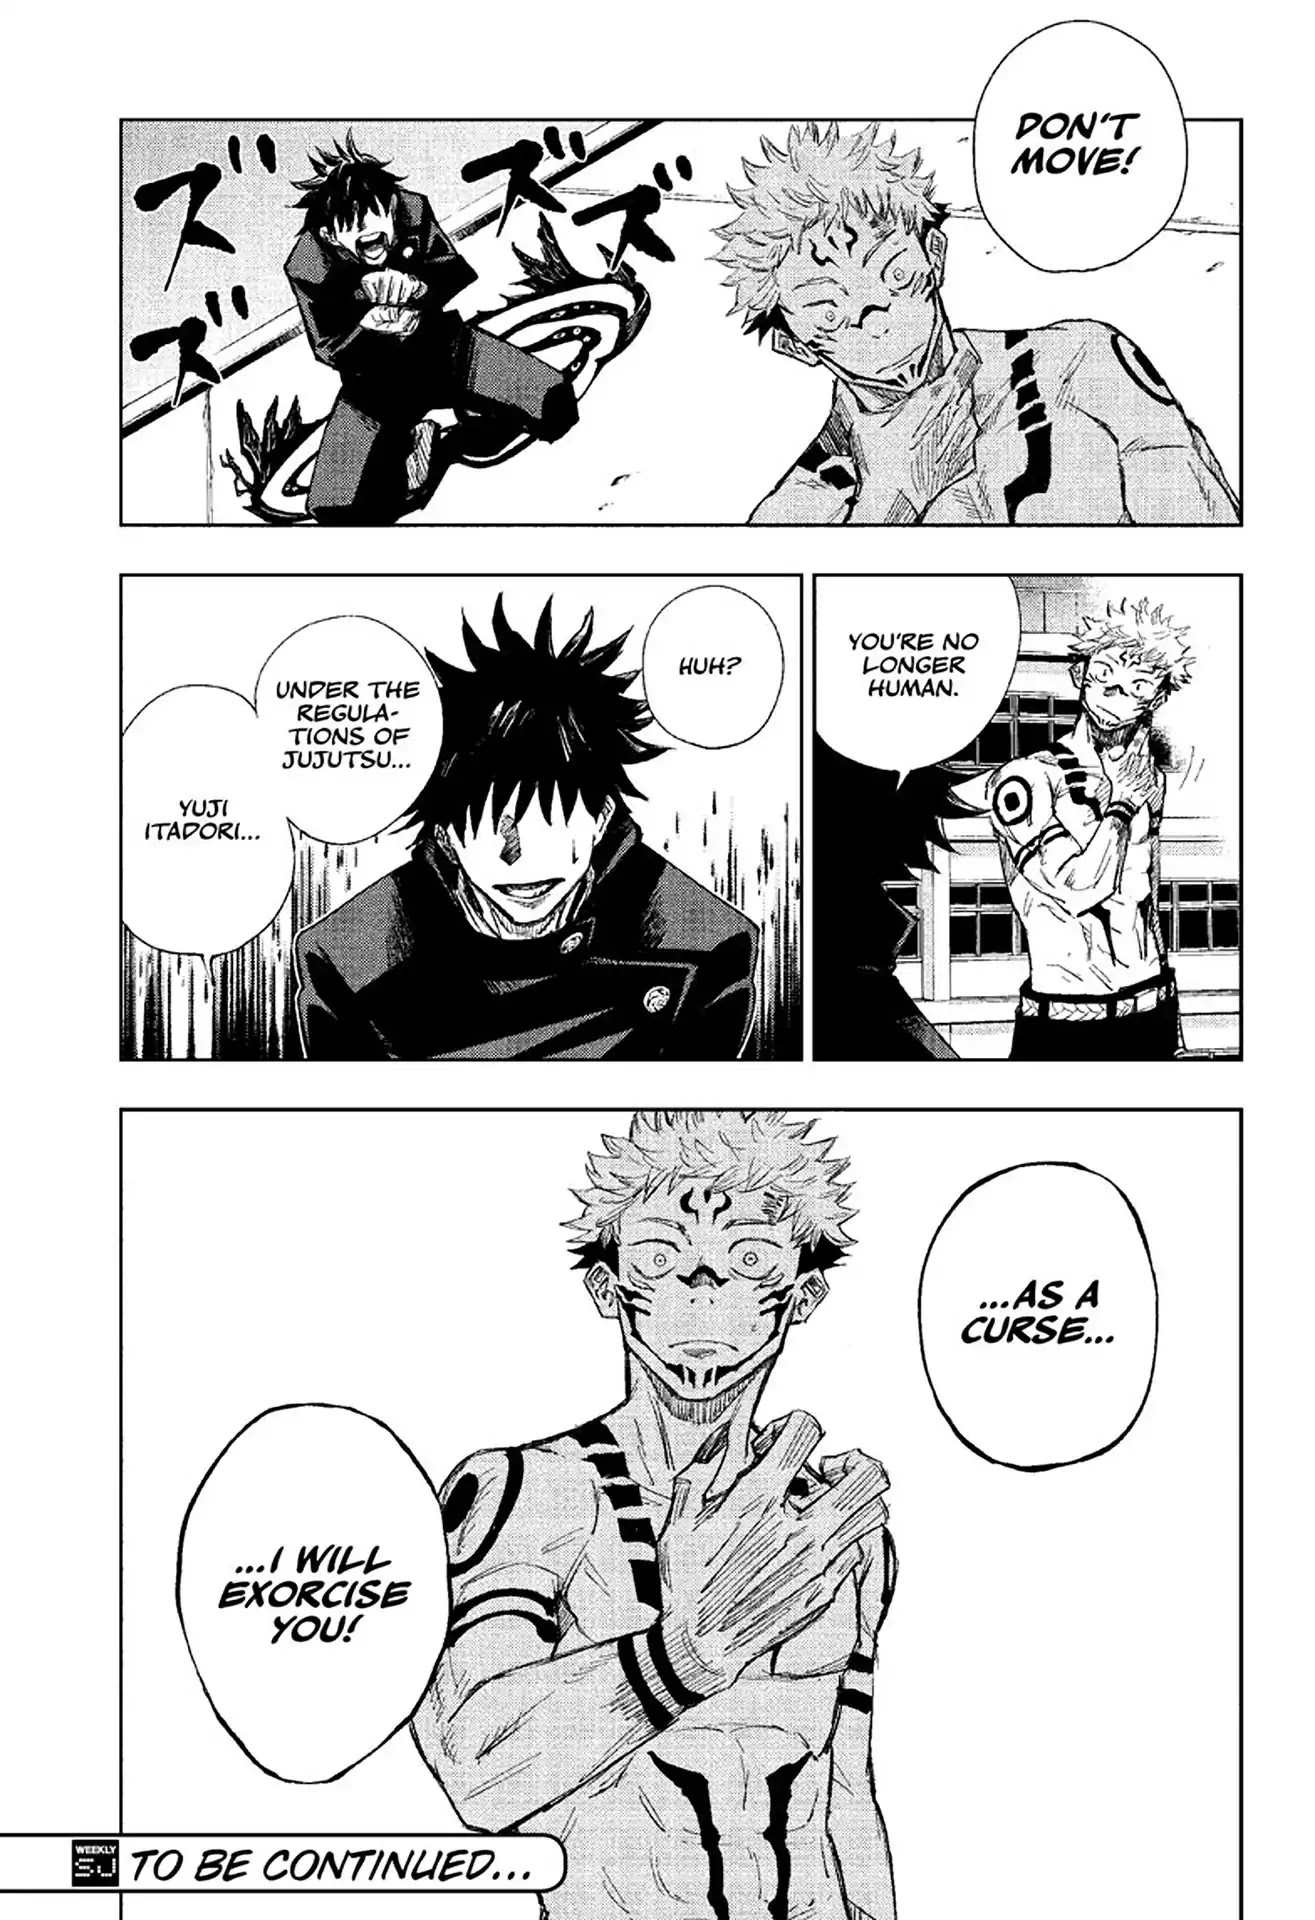 DON'T
MOVE!
ズ
ズ
ズ
ズ
YOU'RE NO
LONGER
HUMAN.
HUH?
UNDER THE
REGULA-
TIONS OF
JUJUTSU...
YUJI
ITADORI...
...AS A
CURSE...
...I WILL
EXORCISE
YOU!
WEEKLY
SJ
TO BE CONTINUED...